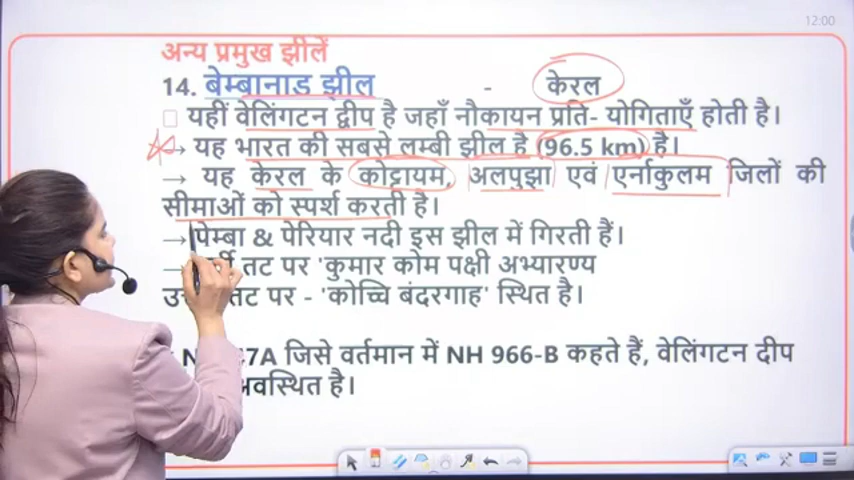 12:00
अन्य प्रमुख झीलें
14. बेम्बानाड झील - केरल
यहीं वेलिंगटन द्वीप है जहाँ नौकायन प्रति- योगिताएँ होती है।
→ यह भारत की सबसे लम्बी झील है (96.5 km) है।
→ यह केरल के कोट्टायम, अलपुझा एवं एर्नाकुलम जिलों की
सीमाओं को स्पर्श करती है।
→ पेम्बा & पेरियार नदी इस झील में गिरती हैं।
→ तट पर 'कुमार कोम पक्षी अभ्यारण्य
तट पर - 'कोच्चि बंदरगाह' स्थित है।
7A जिसे वर्तमान में NH 966-B कहते हैं, वेलिंगटन दीप
अवस्थित है।